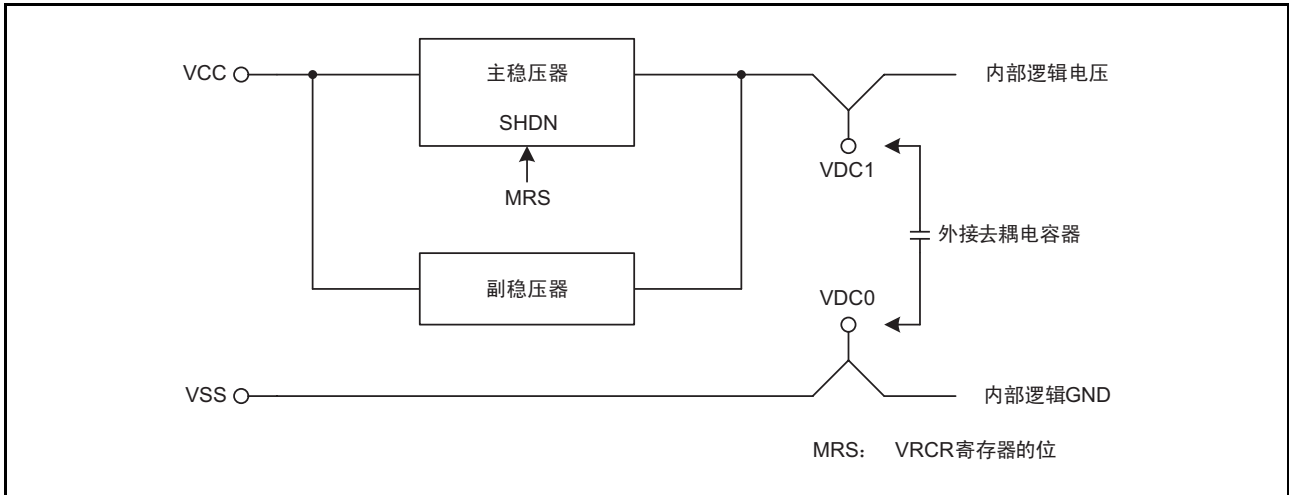 VCC
主稳压器
内部逻辑电压
SHDN
VDC1
MRS
外接去耦电容器
副稳压器
VDC0
VSS
内部逻辑GND
MRS： VRCR寄存器的位